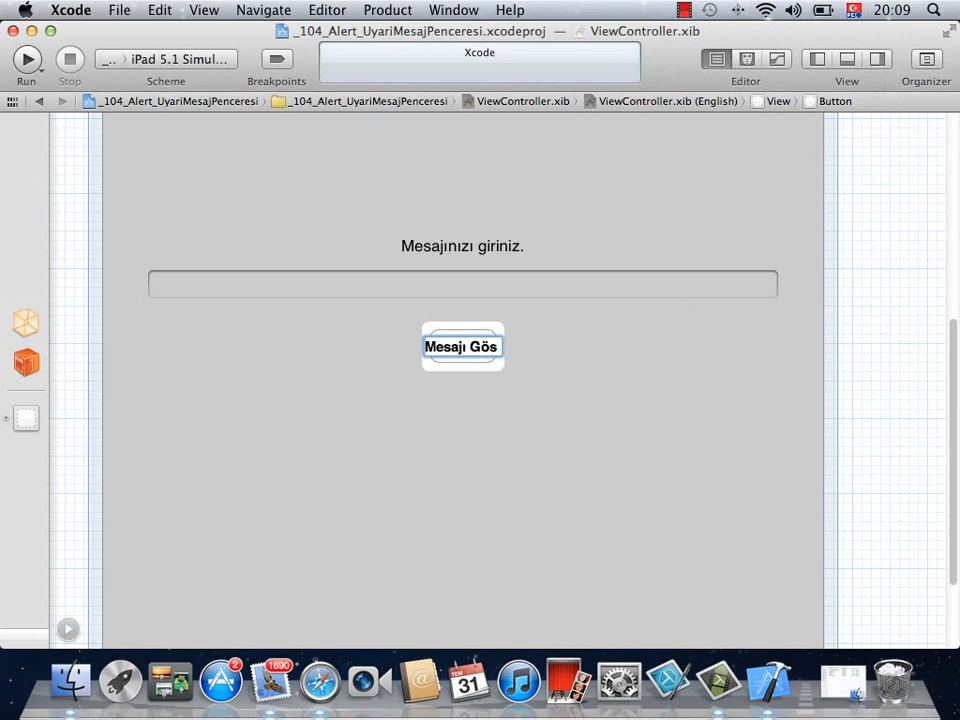 Xcode File Edit View Navigate Editor Product Window Help 20:09
_104_Alert_UyariMesajPenceresi.xcodeproj — ViewController.xib
_.. › iPad 5.1 Simul...
Xcode
Run Stop Scheme Breakpoints Editor View Organizer
_104_Alert_UyariMesajPenceresi _104_Alert_UyariMesajPenceresi ViewController.xib ViewController.xib (English) View Button
Mesajınızı giriniz.
Mesajı Gös
2
1690
TEM
31